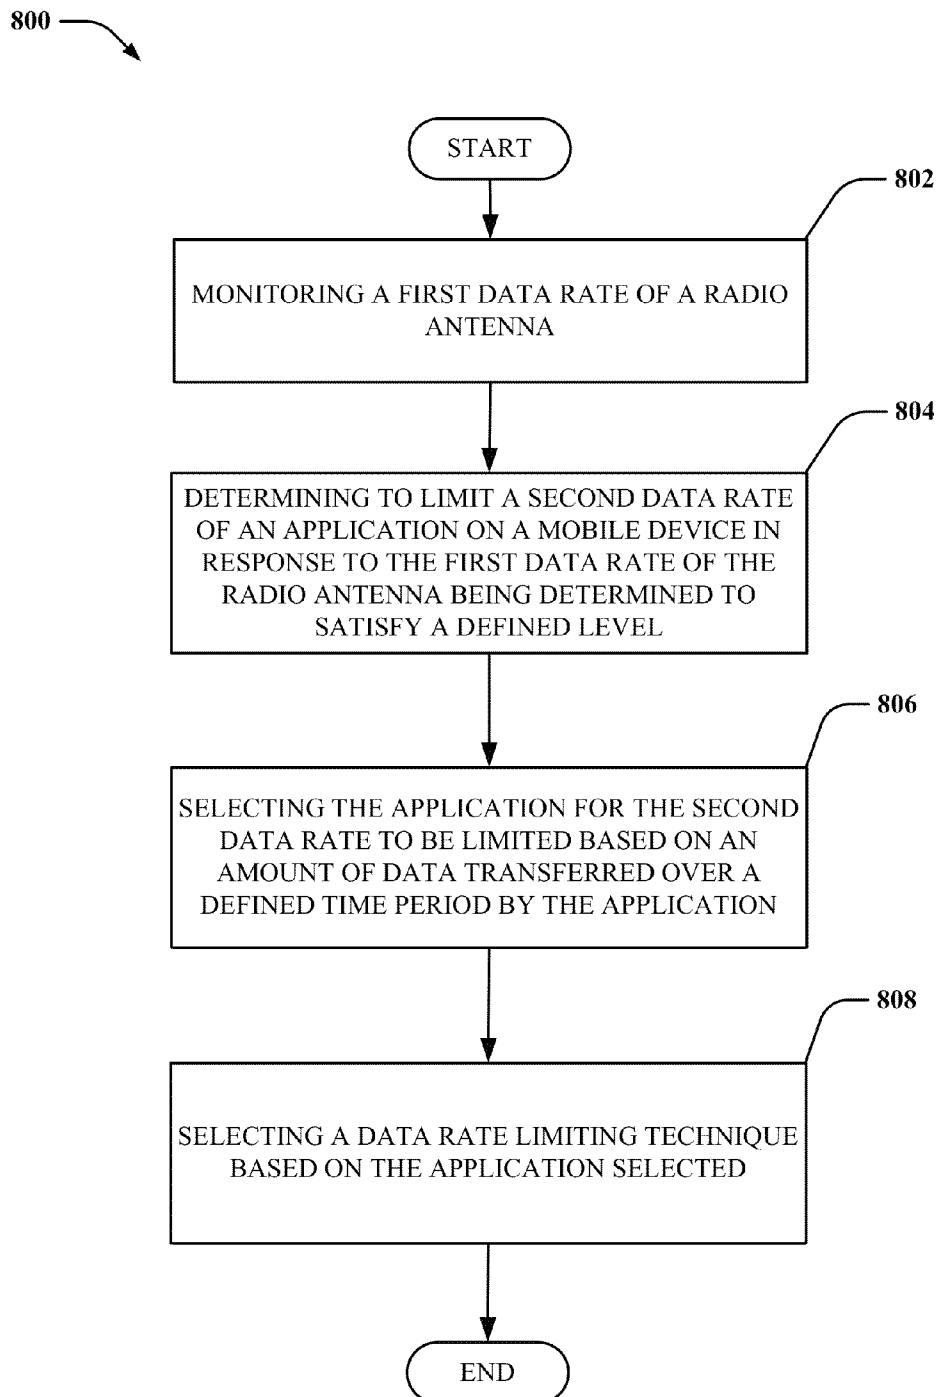 800
START
802
MONITORING A FIRST DATA RATE OF A RADIO
ANTENNA
804
DETERMINING TO LIMIT A SECOND DATA RATE
OF AN APPLICATION ON A MOBILE DEVICE IN
RESPONSE TO THE FIRST DATA RATE OF THE
RADIO ANTENNA BEING DETERMINED TO
SATISFY A DEFINED LEVEL
806
SELECTING THE APPLICATION FOR THE SECOND
DATA RATE TO BE LIMITED BASED ON AN
AMOUNT OF DATA TRANSFERRED OVER A
DEFINED TIME PERIOD BY THE APPLICATION
808
SELECTING A DATA RATE LIMITING TECHNIQUE
BASED ON THE APPLICATION SELECTED
END